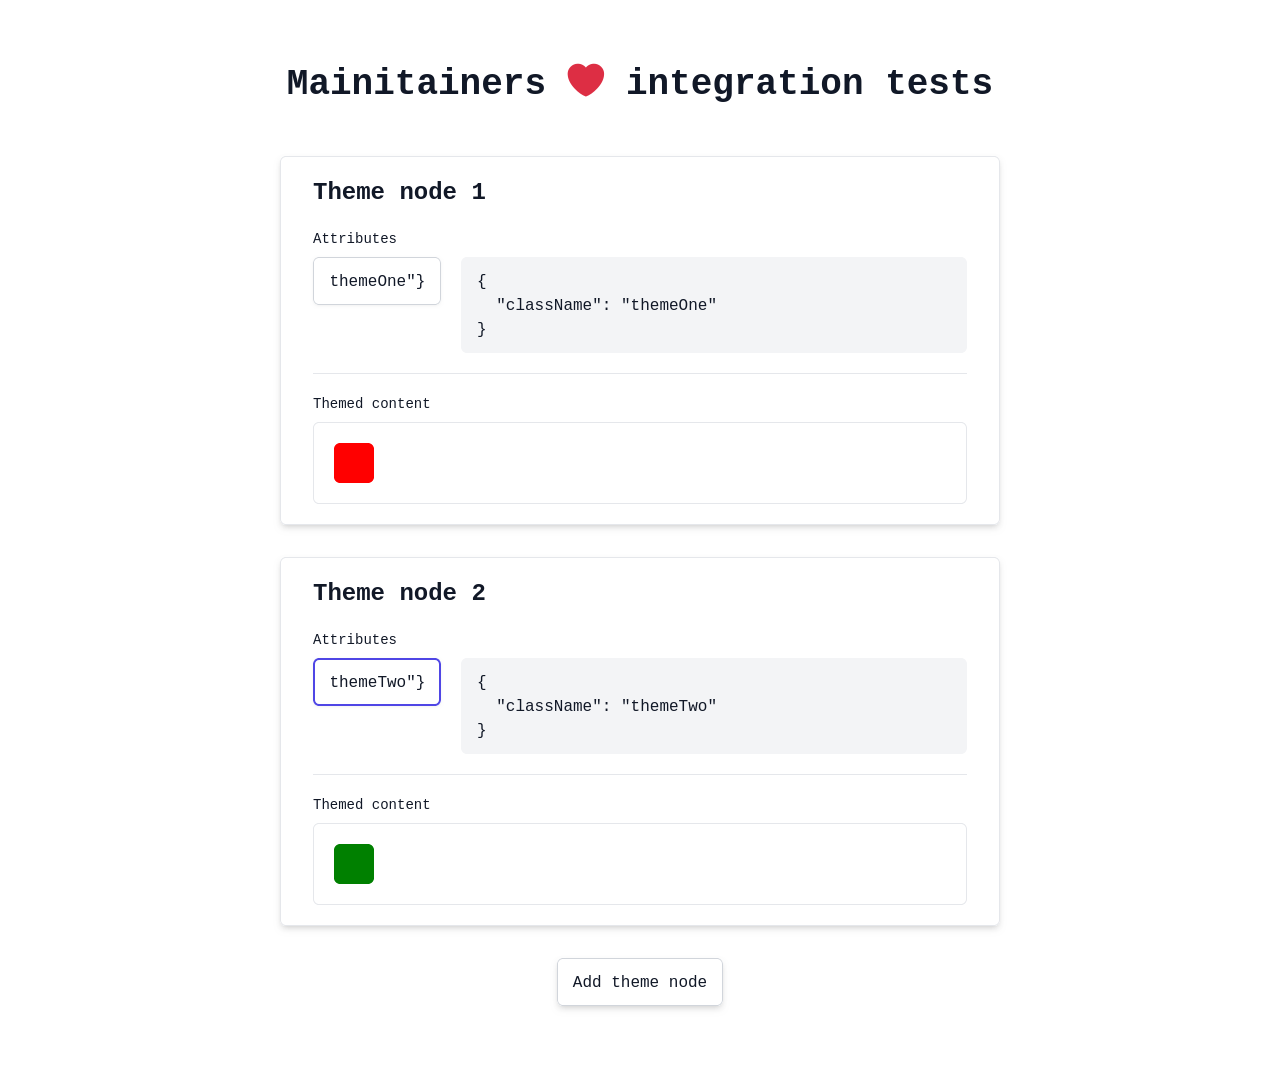 Mainitainers ❤️ integration tests
Theme node 1
Attributes
themeOne"}
{
  "className": "themeOne"
}
Themed content
Theme node 2
Attributes
themeTwo"}
{
  "className": "themeTwo"
}
Themed content
Add theme node